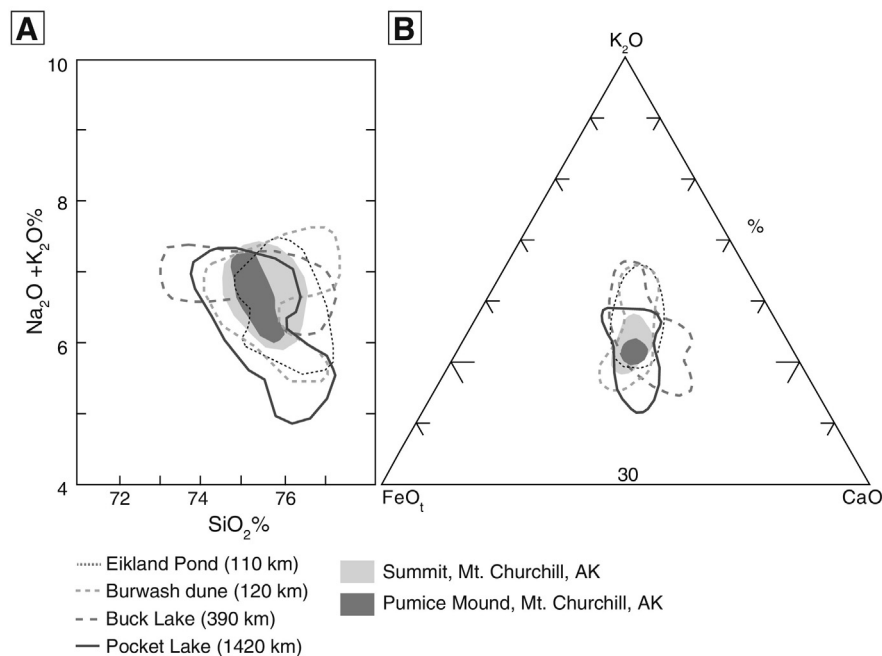 A
B
K₂O
10
8
6
4
Na₂O +K₂O%
72 74 76
SiO₂%
%
30
FeOₜ
CaO
Eikland Pond (110 km)
Burwash dune (120 km)
Buck Lake (390 km)
Pocket Lake (1420 km)
Summit, Mt. Churchill, AK
Pumice Mound, Mt. Churchill, AK